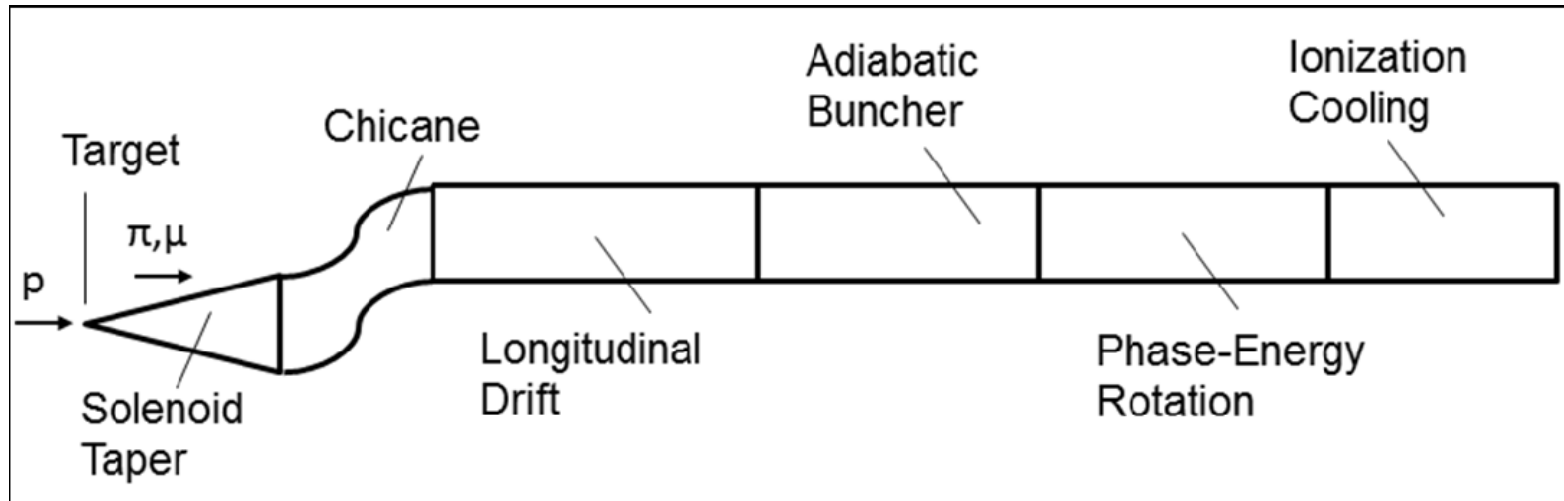 Target
π,μ
p
Solenoid
Taper
Chicane
Longitudinal
Drift
Adiabatic
Buncher
Phase-Energy
Rotation
Ionization
Cooling